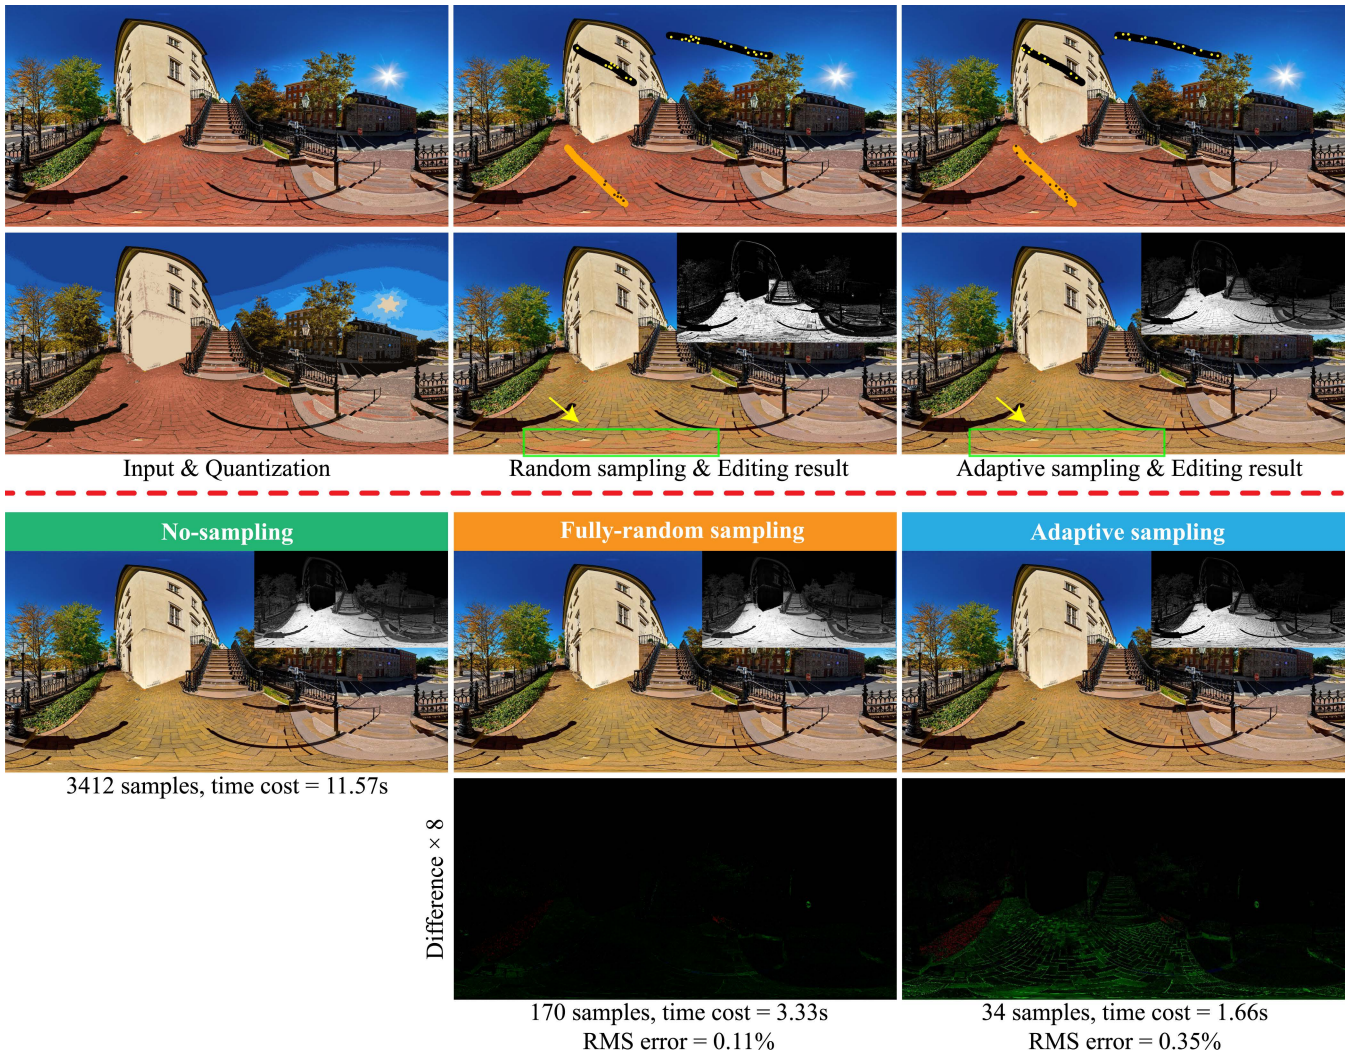 Input & Quantization
Random sampling & Editing result
Adaptive sampling & Editing result
No-sampling
Fully-random sampling
Adaptive sampling
3412 samples, time cost = 11.57s
Difference × 8
170 samples, time cost = 3.33s
RMS error = 0.11%
34 samples, time cost = 1.66s
RMS error = 0.35%